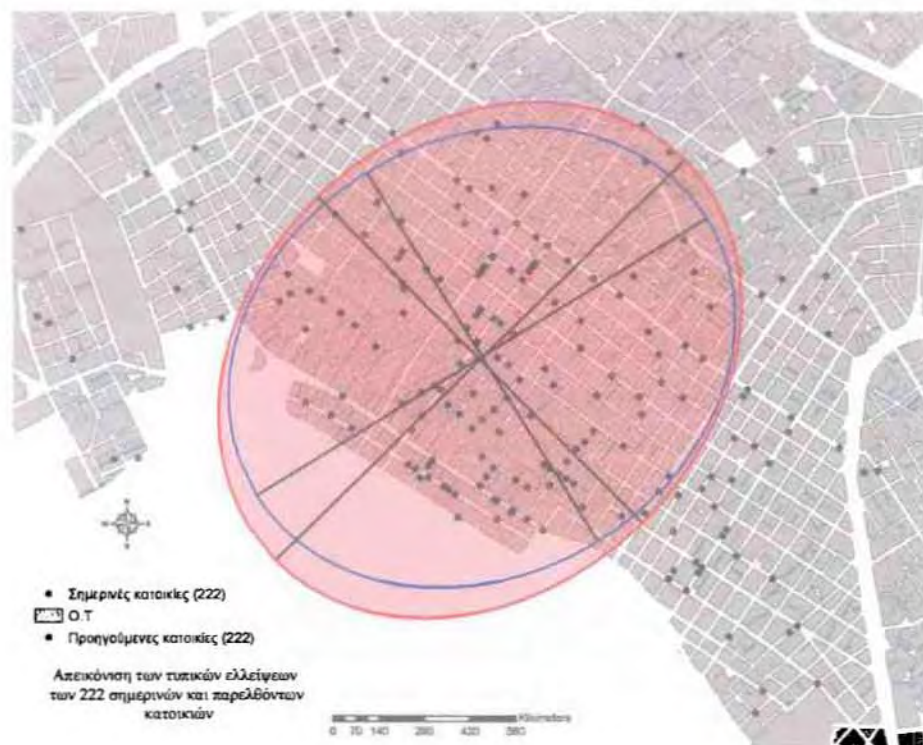 Σημερινές κατοικίες (222)
Ο.Τ
Προηγούμενες κατοικίες (222)
Απεικόνιση των τυπικών ελλείψεων
των 222 σημερινών και παρελθόντων
κατοικιών
Kilometers
0 70 140 280 420 560